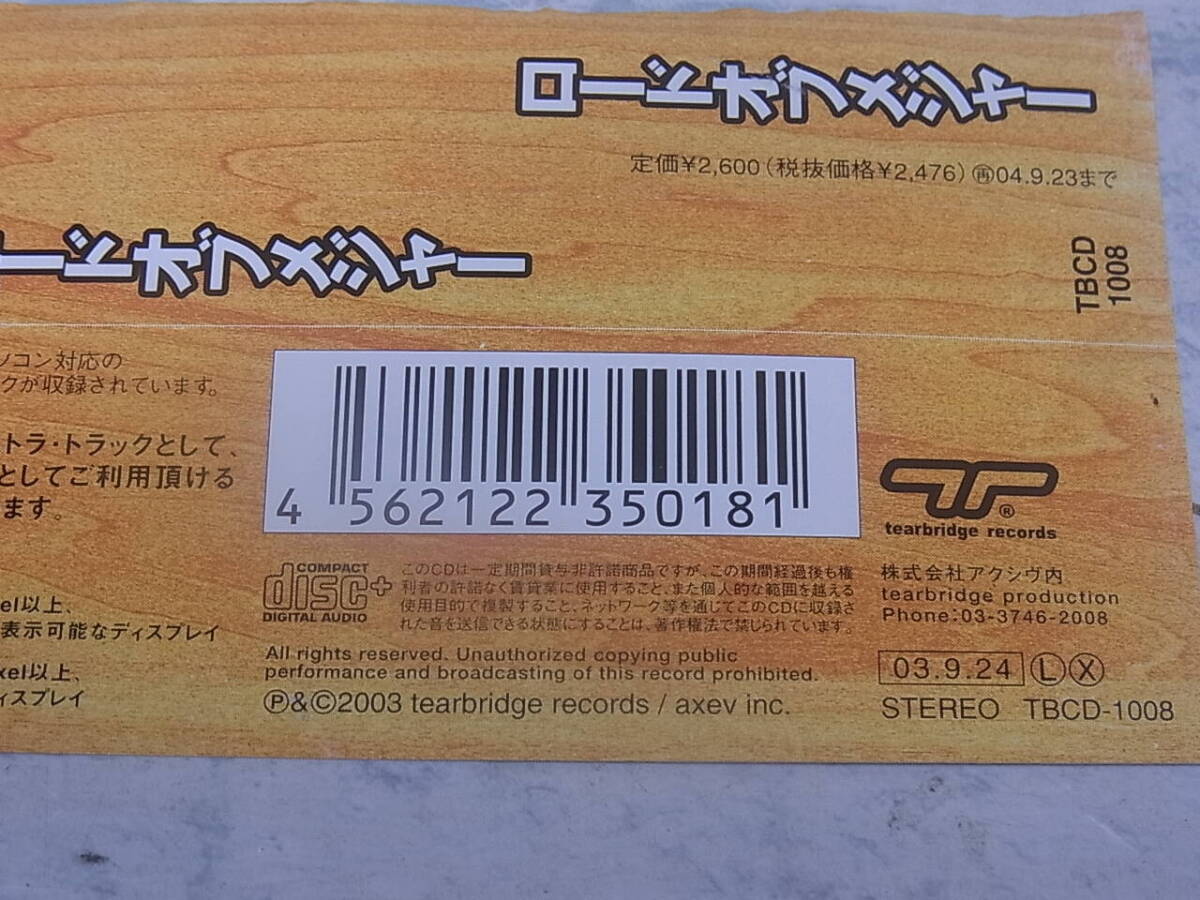 ロードオブメジャー
定価¥2,600(税抜価格¥2,476) 再04.9.23まで
ードオブメジャー
TBCD
1008
ソコン対応の
クが収録されています。
トラ・トラックとして、
としてご利用頂ける
ます。
4 562122 350181
tearbridge records
COMPACT
disc+
DIGITAL AUDIO
このCDは一定期間貸与非許諾商品ですが、この期間経過後も権
利者の許諾なく賃貸業に使用すること、また個人的な範囲を越える
使用目的で複製すること、ネットワーク等を通じてこのCDに収録され
た音を送信できる状態にすることは、著作権法で禁じられています。
株式会社アクシヴ内
tearbridge production
Phone:03-3746-2008
el以上、
表示可能なディスプレイ
xel以上、
ィスプレイ
All rights reserved. Unauthorized copying public
performance and broadcasting of this record prohibited.
Ⓟ&©2003 tearbridge records / axev inc.
03.9.24 Ⓛ Ⓧ
STEREO TBCD-1008